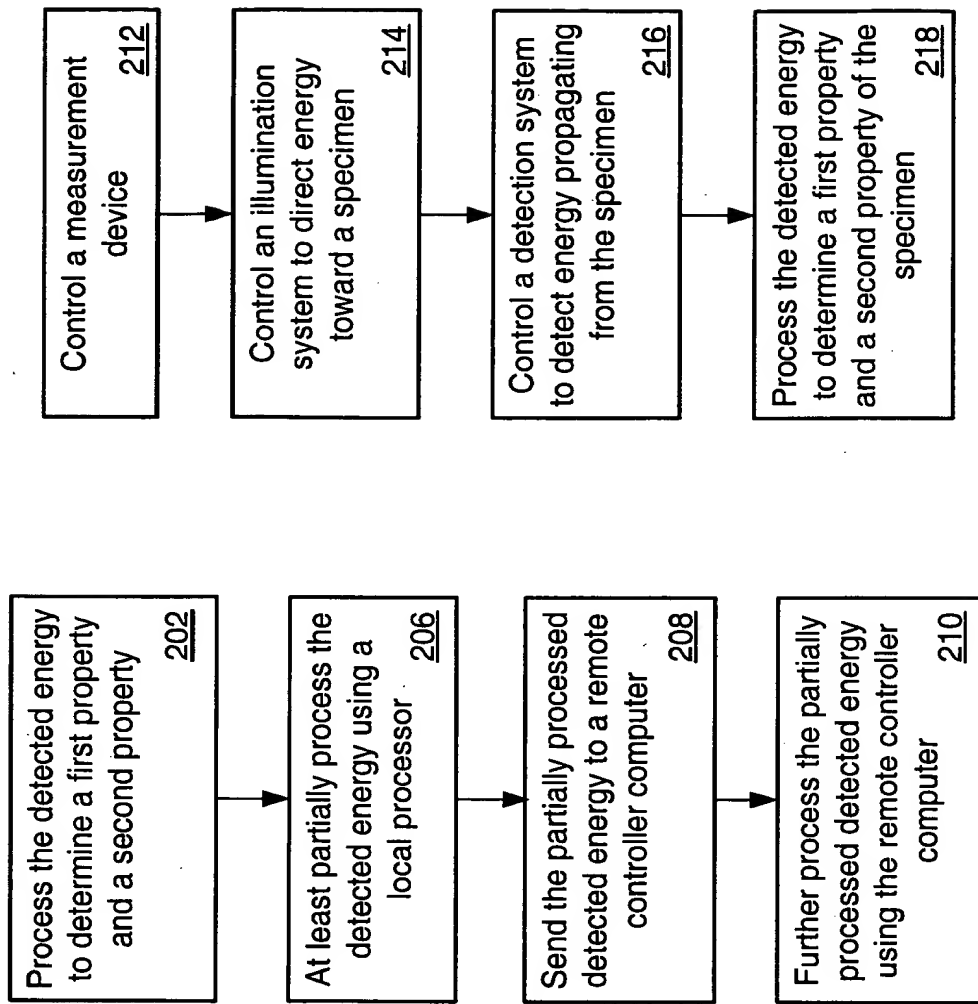 Process the detected energy
to determine a first property
and a second property
202
At least partially process the
detected energy using a
local processor
206
Send the partially processed
detected energy to a remote
controller computer
208
Further process the partially
processed detected energy
using the remote controller
computer
210
Control a measurement
device
212
Control an illumination
system to direct energy
toward a specimen
214
Control a detection system
to detect energy propagating
from the specimen
216
Process the detected energy
to determine a first property
and a second property of the
specimen
218